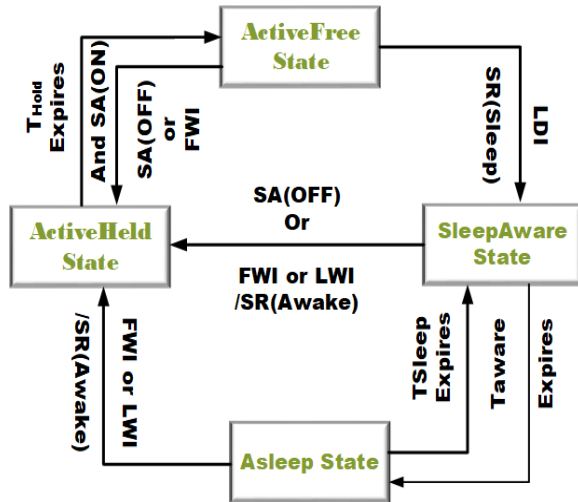 ActiveFree
State
THold
Expires
And SA(ON)
SA(OFF)
or
FWI
LDI
SR(Sleep)
ActiveHeld
State
SA(OFF)
Or
FWI or LWI
/SR(Awake)
SleepAware
State
FWI or LWI
/SR(Awake)
TSleep
Expires
Taware
Expires
Asleep State